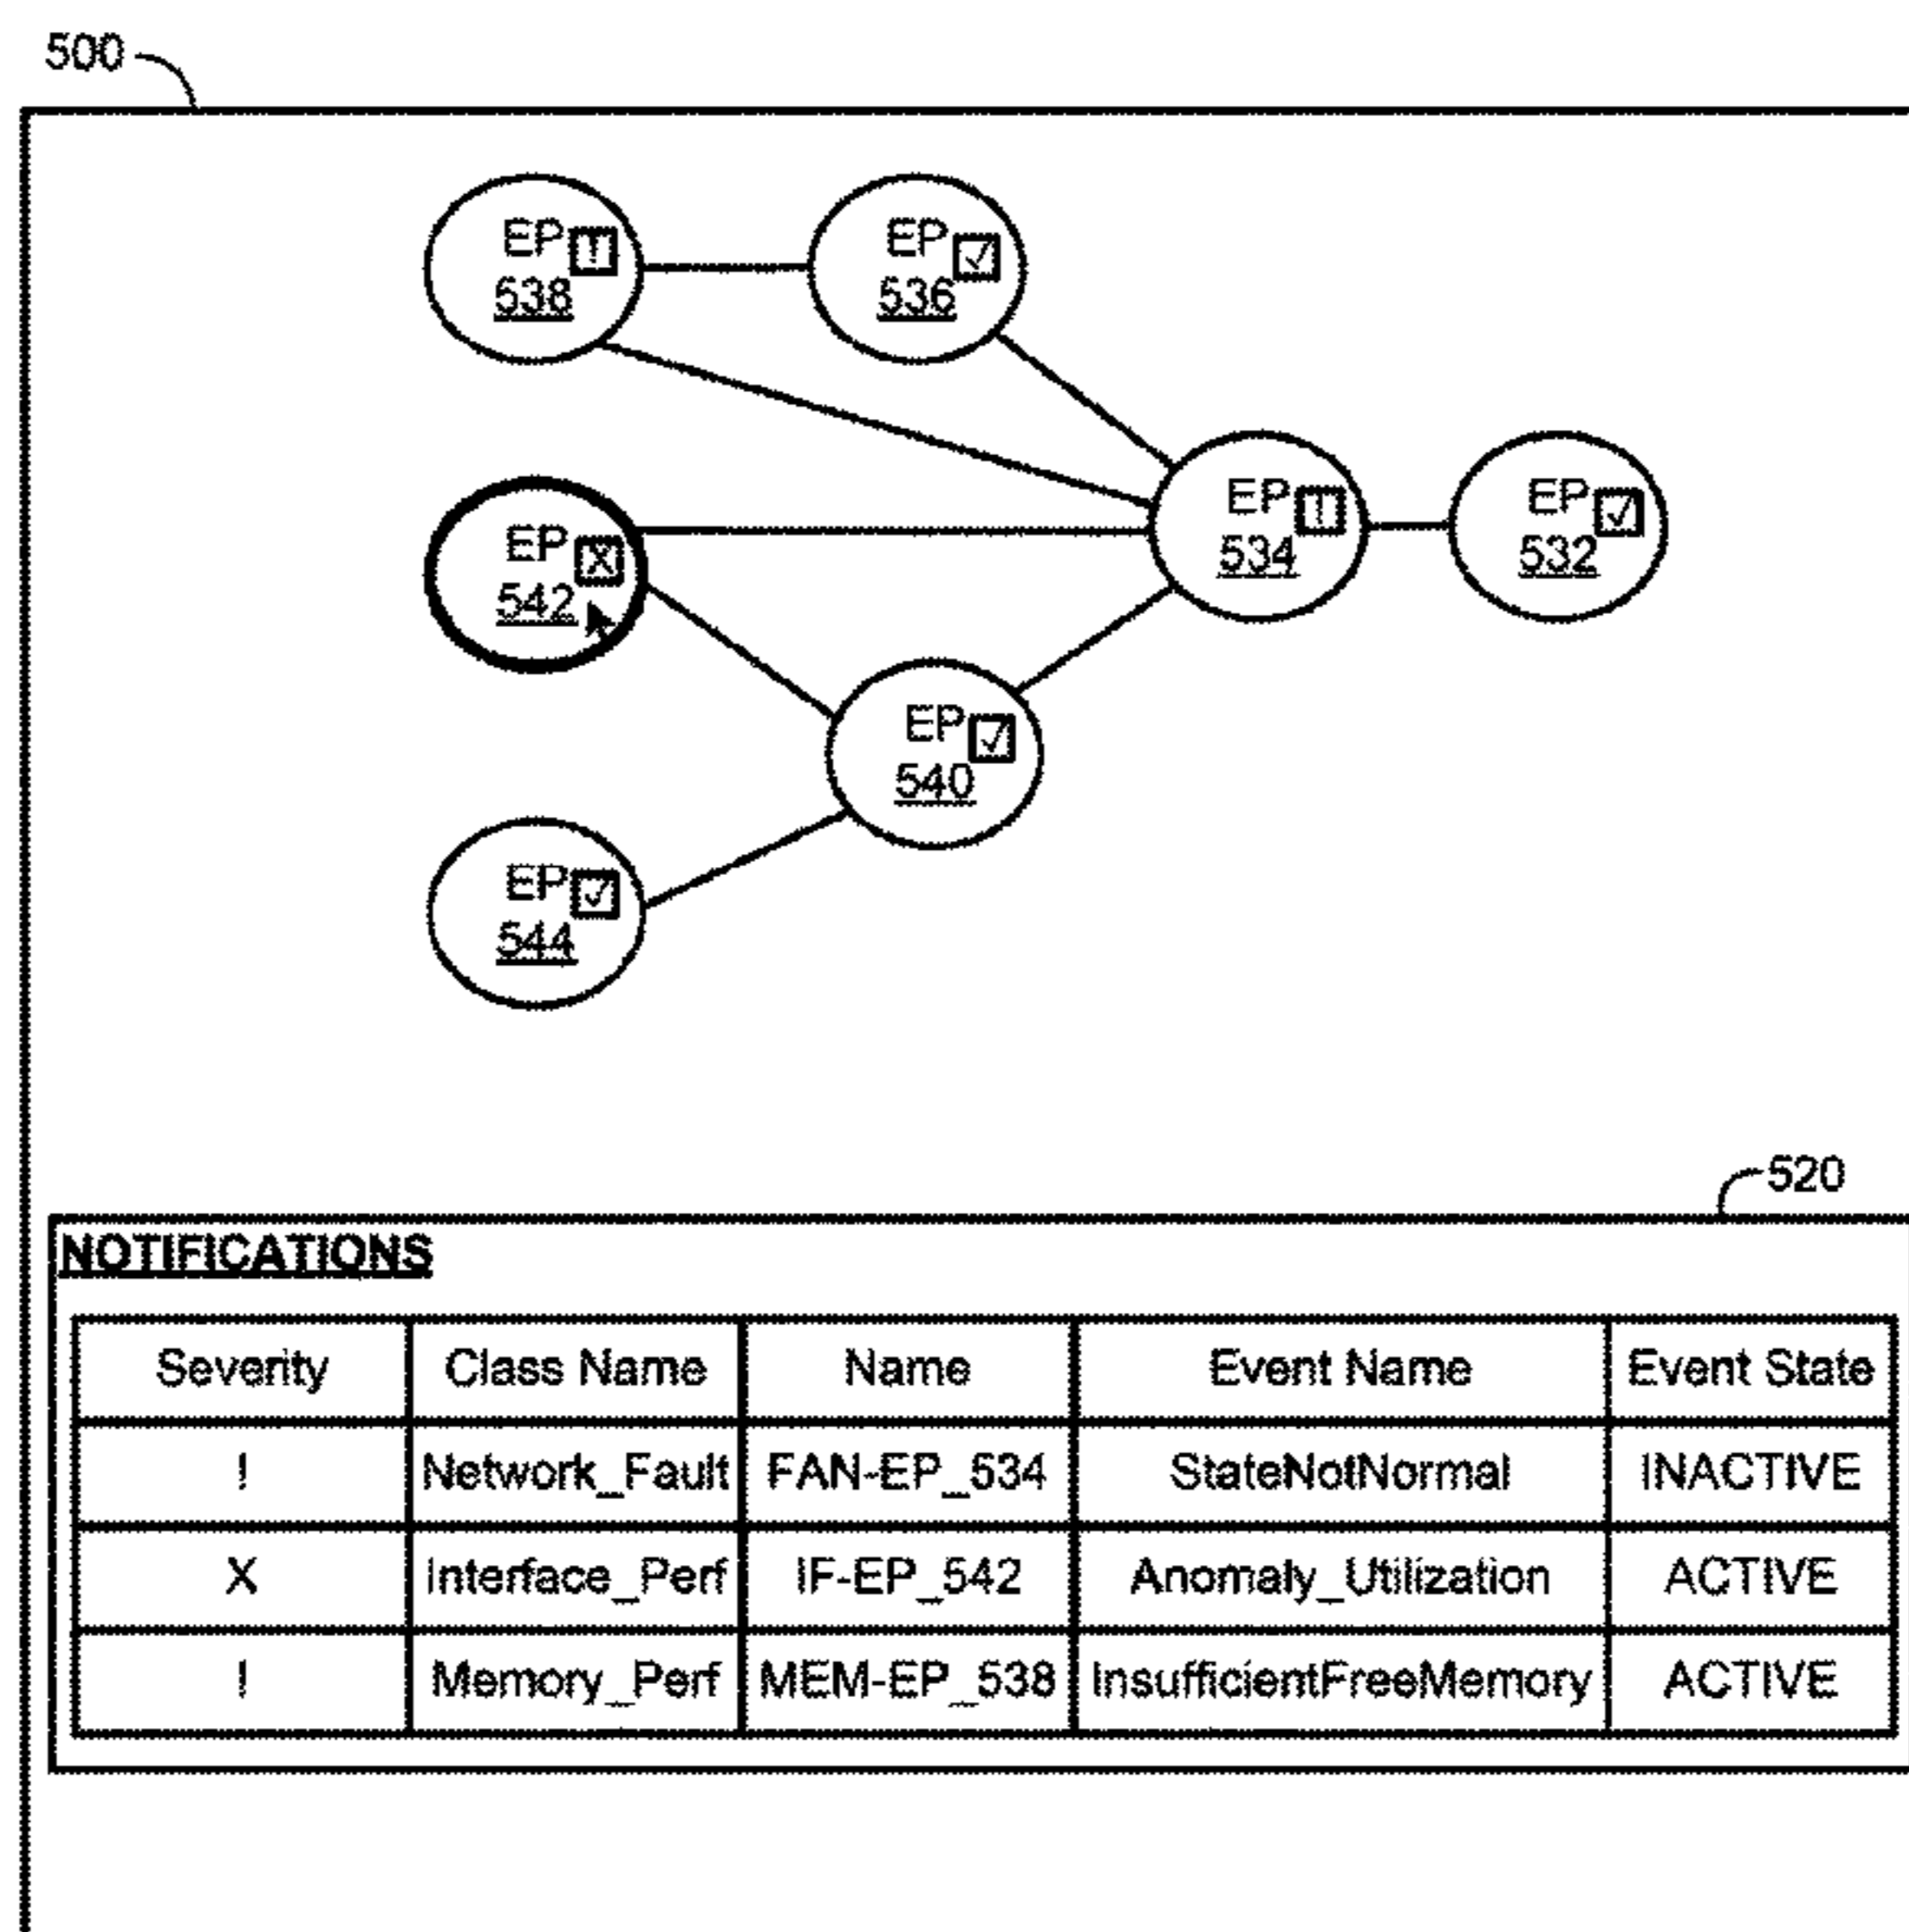 500
EP !
538
EP ✓
536
EP !
534
EP ✓
532
EP X
542
EP ✓
540
EP ✓
544
520
NOTIFICATIONS
Severity Class Name Name Event Name Event State
! Network_Fault FAN-EP_534 StateNotNormal INACTIVE
X Interface_Perf IF-EP_542 Anomaly_Utilization ACTIVE
! Memory_Perf MEM-EP_538 InsufficientFreeMemory ACTIVE